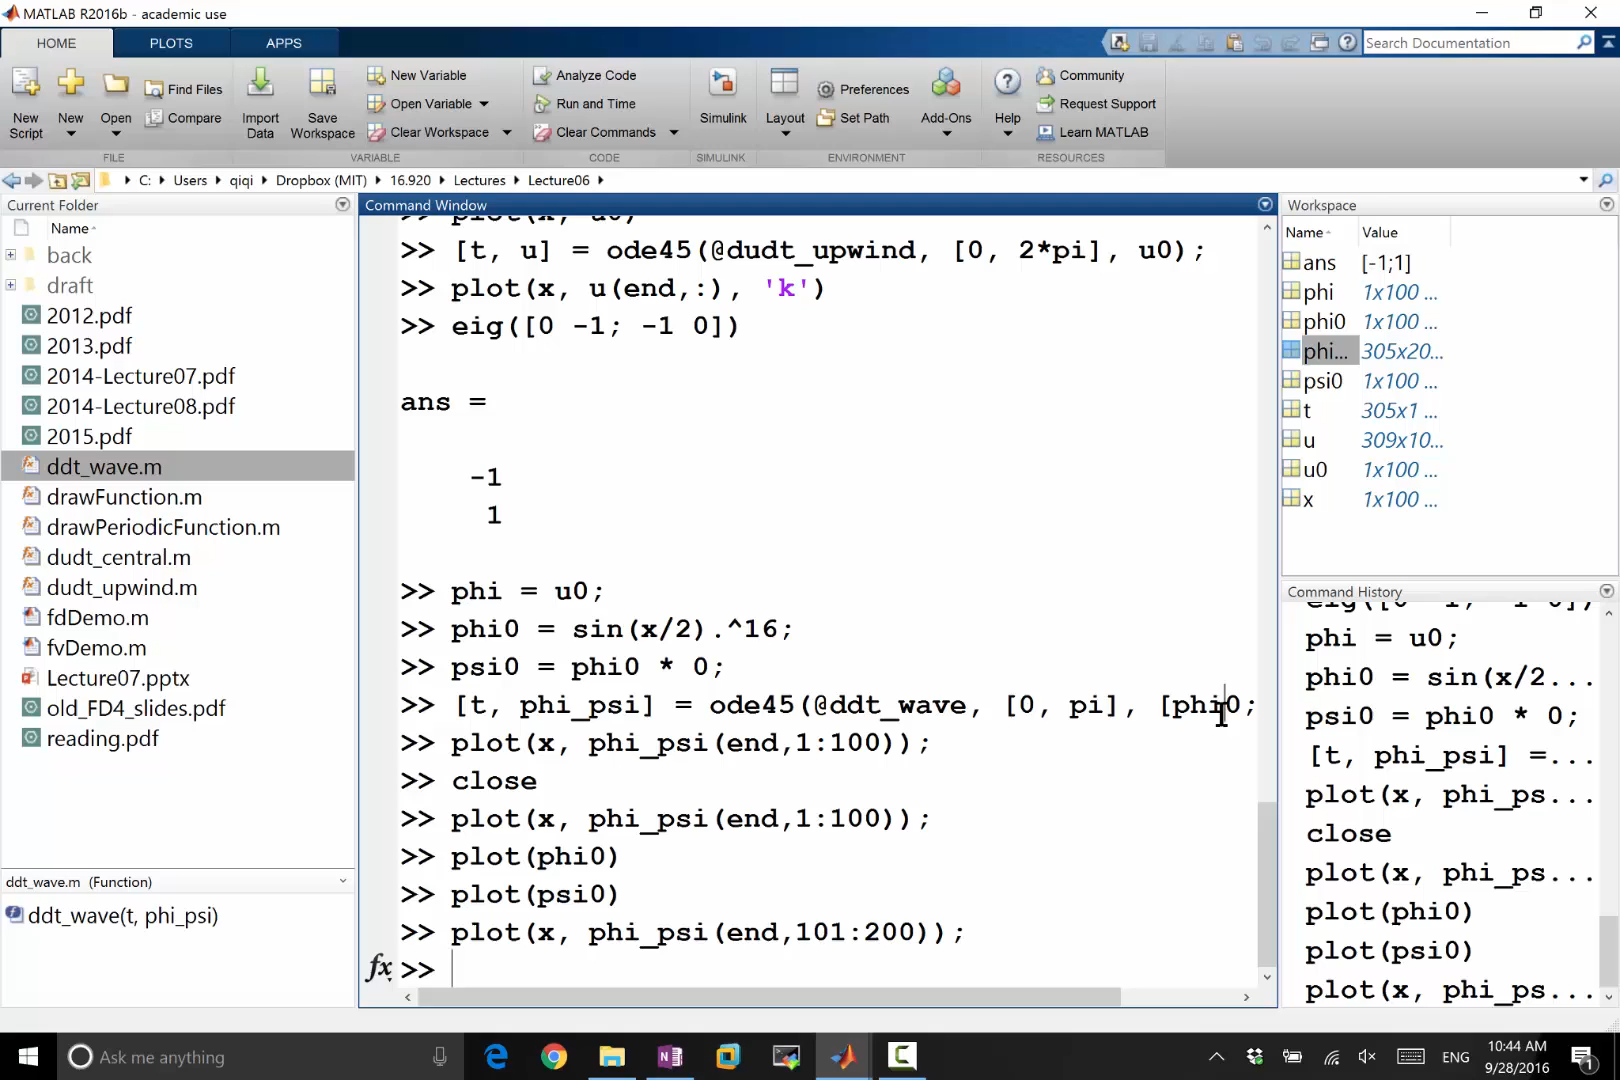 MATLAB R2016b - academic use
HOME PLOTS APPS
Search Documentation
New Script
New
Open
Find Files
Compare
Import Data
Save Workspace
New Variable
Open Variable
Clear Workspace
Analyze Code
Run and Time
Clear Commands
Simulink
Layout
Preferences
Set Path
Add-Ons
Help
Community
Request Support
Learn MATLAB
FILE VARIABLE CODE SIMULINK ENVIRONMENT RESOURCES
C: Users qiqi Dropbox (MIT) 16.920 Lectures Lecture06
Current Folder
Name
back
draft
2012.pdf
2013.pdf
2014-Lecture07.pdf
2014-Lecture08.pdf
2015.pdf
ddt_wave.m
drawFunction.m
drawPeriodicFunction.m
dudt_central.m
dudt_upwind.m
fdDemo.m
fvDemo.m
Lecture07.pptx
old_FD4_slides.pdf
reading.pdf
ddt_wave.m (Function)
ddt_wave(t, phi_psi)
Command Window
>> plot(x, u0)
>> [t, u] = ode45(@dudt_upwind, [0, 2*pi], u0);
>> plot(x, u(end,:), 'k')
>> eig([0 -1; -1 0])
ans =
-1
1
>> phi = u0;
>> phi0 = sin(x/2).^16;
>> psi0 = phi0 * 0;
>> [t, phi_psi] = ode45(@ddt_wave, [0, pi], [phi0;
>> plot(x, phi_psi(end,1:100));
>> close
>> plot(x, phi_psi(end,1:100));
>> plot(phi0)
>> plot(psi0)
>> plot(x, phi_psi(end,101:200));
fx >>
Workspace
Name Value
ans [-1;1]
phi 1x100 ...
phi0 1x100 ...
phi... 305x20...
psi0 1x100 ...
t 305x1 ...
u 309x10...
u0 1x100 ...
x 1x100 ...
Command History
eig([0 -1; -1 0])
phi = u0;
phi0 = sin(x/2...
psi0 = phi0 * 0;
[t, phi_psi] =...
plot(x, phi_ps...
close
plot(x, phi_ps...
plot(phi0)
plot(psi0)
plot(x, phi_ps...
Ask me anything
ENG
10:44 AM
9/28/2016
1